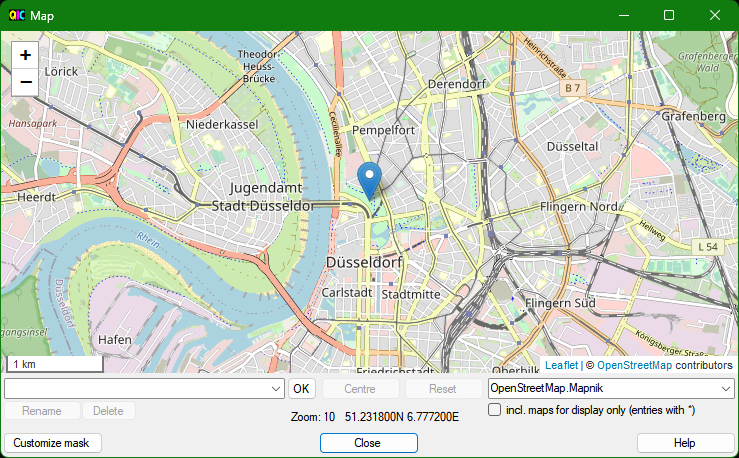 QIC Map
+
−
Theodor-
Heuss-
Brücke
Heinrichstraße
Grafenberger
Wald
Lörick
Derendorf
B 7
Hansapark
Niederkassel
Cecilienallee
Pempelfort
Grafenberg
Düsseltal
Heerdt
Jugendamt
Stadt Düsseldorf
Flingern Nord
Rhein
Hellweg
L 54
Düsseldorf
Düsseldorf
Carlstadt
Stadtmitte
Flingern Süd
Hafen
Königsberger Straße
Friedrichstadt
Oberbilk
1 km
Leaflet | © OpenStreetMap contributors
OK
Centre
Reset
OpenStreetMap.Mapnik
Rename
Delete
Zoom: 10 51.231800N 6.777200E
incl. maps for display only (entries with *)
Customize mask
Close
Help